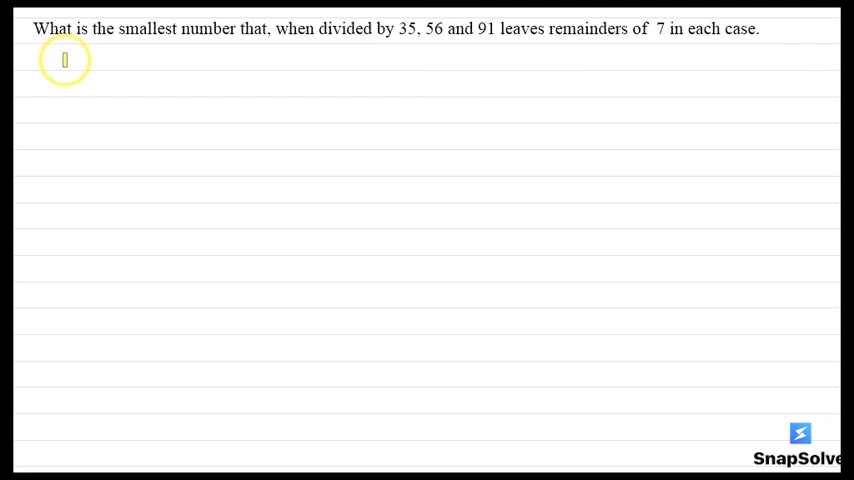 What is the smallest number that, when divided by 35, 56 and 91 leaves remainders of 7 in each case.
SnapSolve